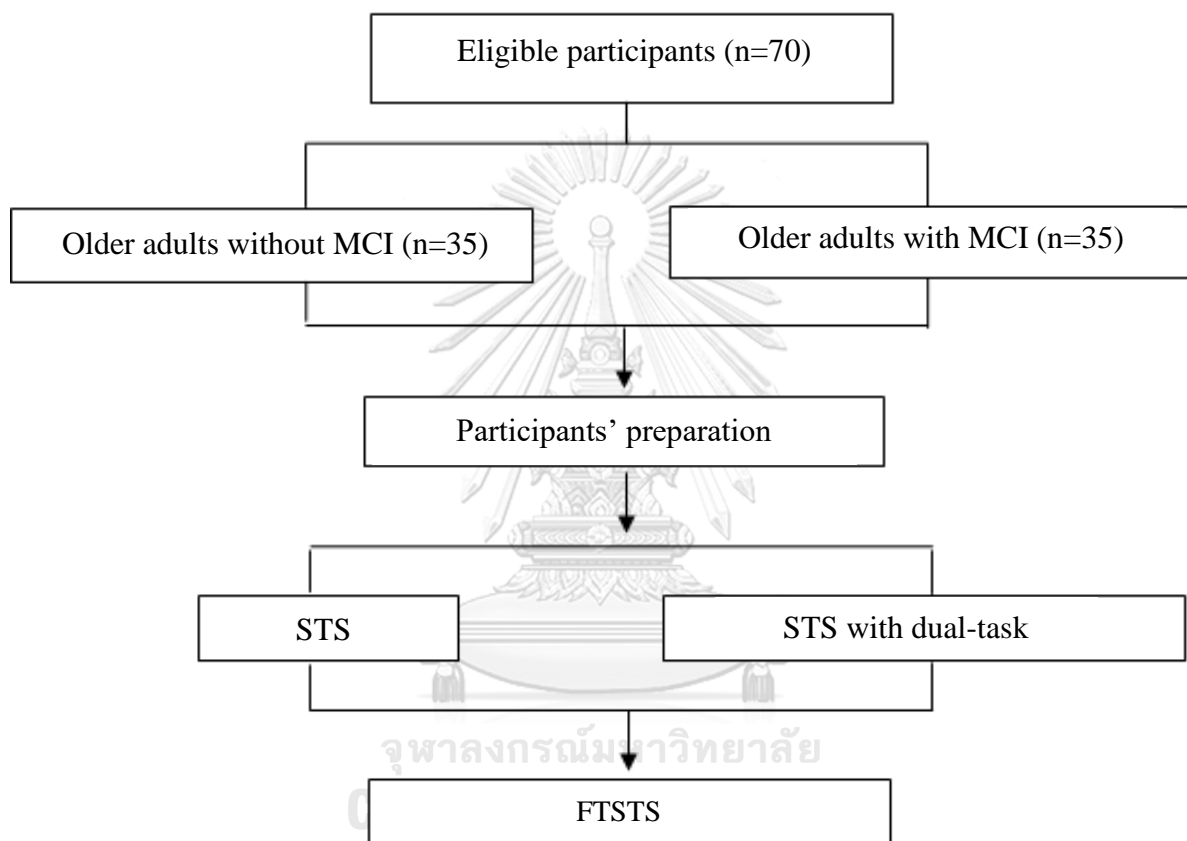 Eligible participants (n=70)
Older adults without MCI (n=35)
Older adults with MCI (n=35)
Participants’ preparation
STS
STS with dual-task
จุฬาลงกรณ์มหาวิทยาลัย
FTSTS